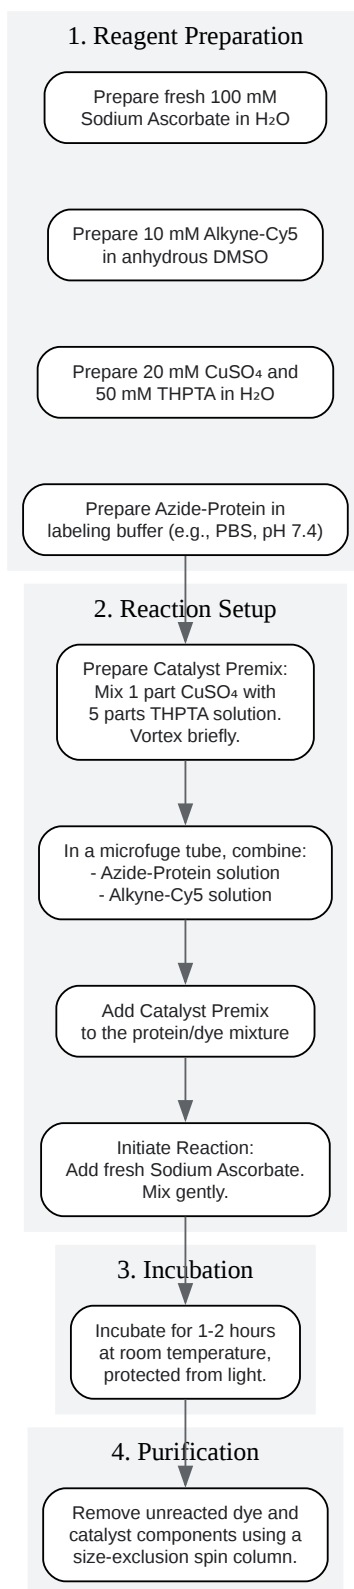 1. Reagent Preparation
Prepare fresh 100 mM
Sodium Ascorbate in H₂O
Prepare 10 mM Alkyne-Cy5
in anhydrous DMSO
Prepare 20 mM CuSO₄ and
50 mM THPTA in H₂O
Prepare Azide-Protein in
labeling buffer (e.g., PBS, pH 7.4)
2. Reaction Setup
Prepare Catalyst Premix:
Mix 1 part CuSO₄ with
5 parts THPTA solution.
Vortex briefly.
In a microfuge tube, combine:
- Azide-Protein solution
- Alkyne-Cy5 solution
Add Catalyst Premix
to the protein/dye mixture
Initiate Reaction:
Add fresh Sodium Ascorbate.
Mix gently.
3. Incubation
Incubate for 1-2 hours
at room temperature,
protected from light.
4. Purification
Remove unreacted dye and
catalyst components using a
size-exclusion spin column.